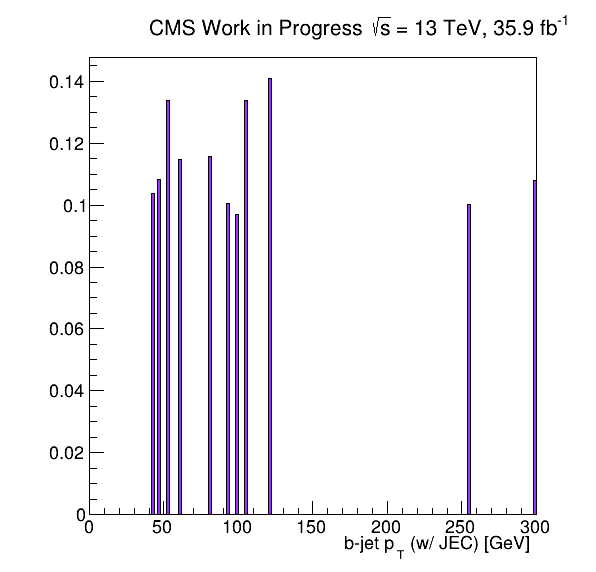 CMS Work in Progress √s = 13 TeV, 35.9 fb⁻¹
0.14
0.12
0.1
0.08
0.06
0.04
0.02
0
0 50 100 150 200 250 300
b-jet p_T (w/ JEC) [GeV]